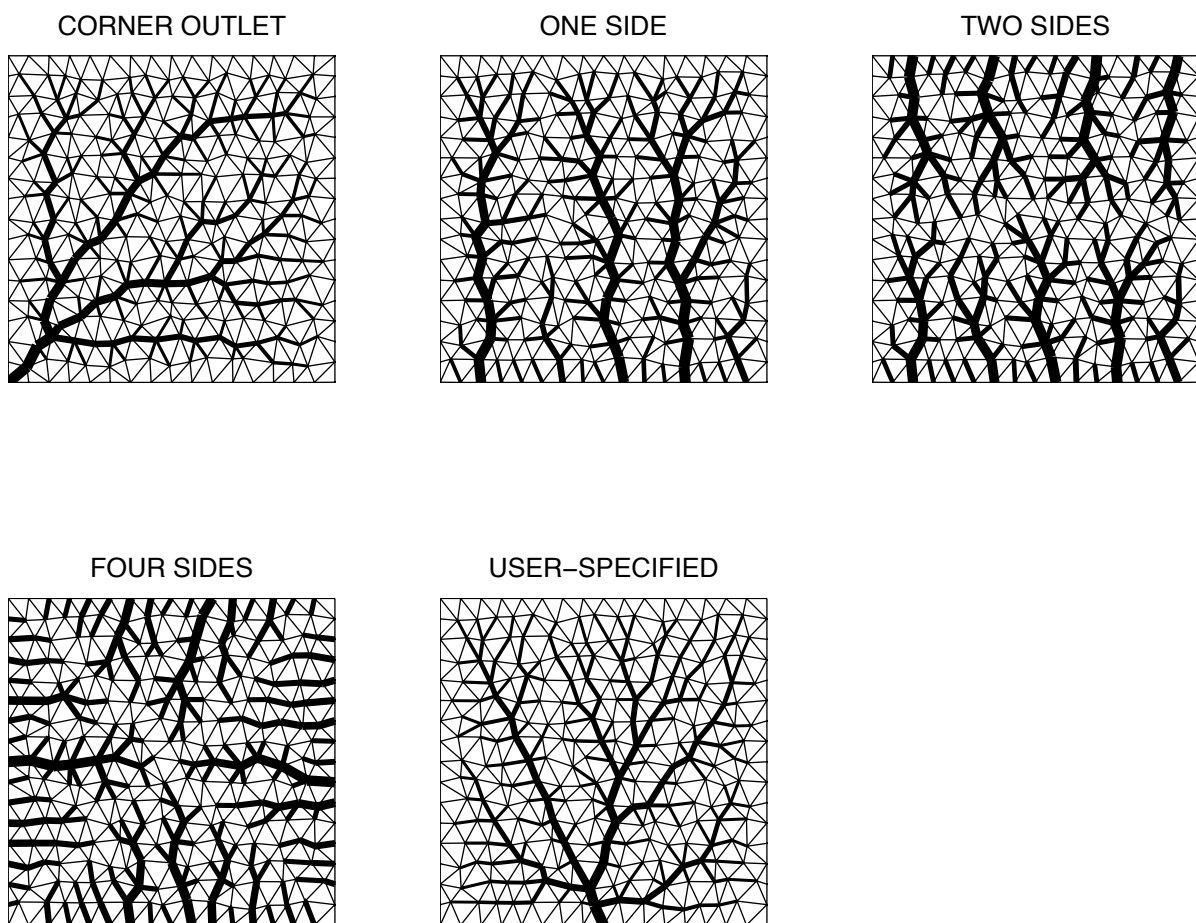 CORNER OUTLET
ONE SIDE
TWO SIDES
FOUR SIDES
USER−SPECIFIED